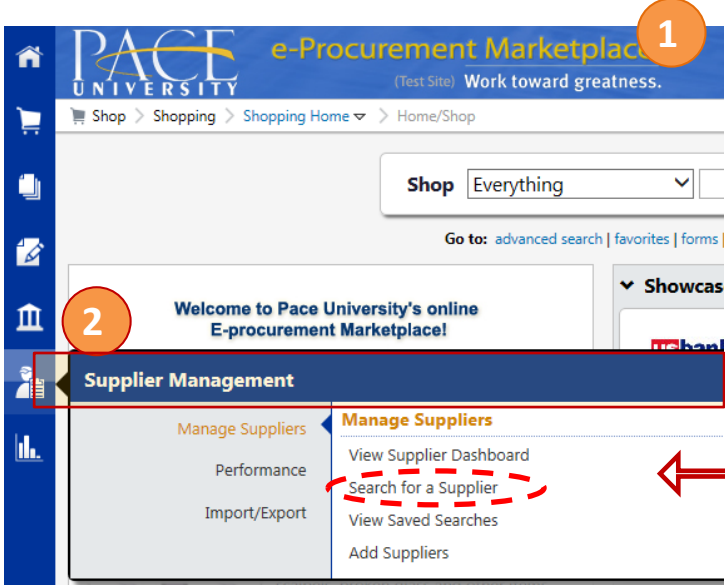 1
PACE
UNIVERSITY
e-Procurement Marketplace
(Test Site) Work toward greatness.
Shop > Shopping > Shopping Home > Home/Shop
Shop Everything
Go to: advanced search | favorites | forms |
Welcome to Pace University's online
E-procurement Marketplace!
Showcas
2
Supplier Management
Manage Suppliers
Performance
Import/Export
Manage Suppliers
View Supplier Dashboard
Search for a Supplier
View Saved Searches
Add Suppliers